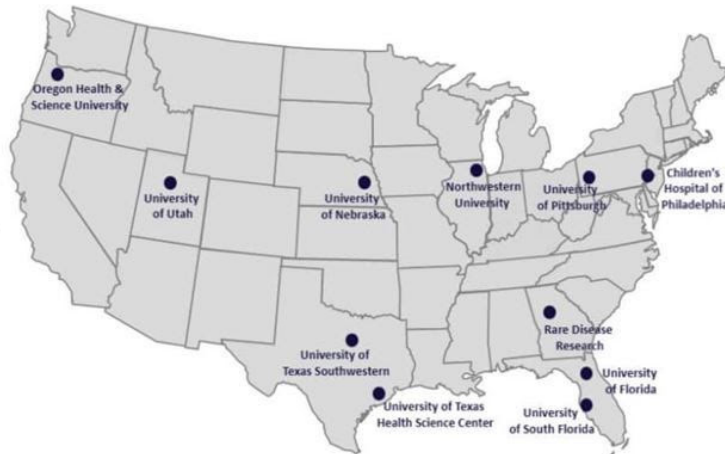 Oregon Health &
Science University
University
of Utah
University
of Nebraska
Northwestern
University
University
of Pittsburgh
Children's
Hospital of
Philadelphia
Rare Disease
Research
University of
Texas Southwestern
University of Texas
Health Science Center
University
of Florida
University
of South Florida